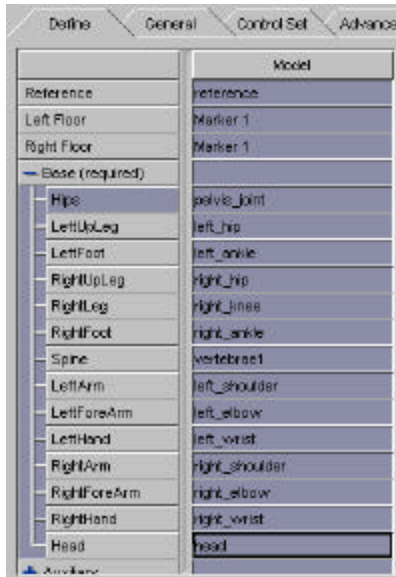 Define General Control Set Advance
Model
Reference reference
Left Floor Marker 1
Right Floor Marker 1
Base (required)
Hips pelvis_joint
LeftUpLeg left_hip
LeftFoot left_ankle
RightUpLeg right_hip
RightLeg right_knee
RightFoot right_ankle
Spine vertebrae1
LeftArm left_shoulder
LeftForeArm left_elbow
LeftHand left_wrist
RightArm right_shoulder
RightForeArm right_elbow
RightHand right_wrist
Head head
Auxiliary